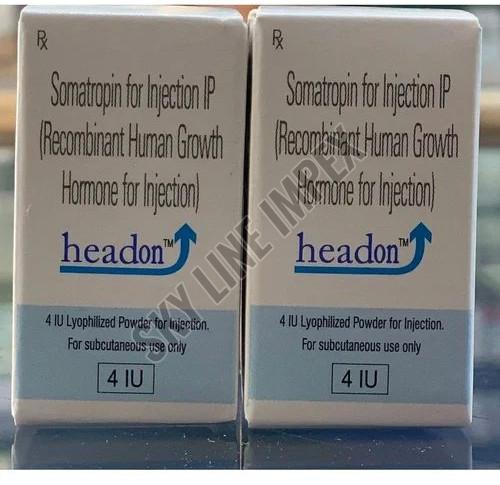 Rx
Somatropin for Injection IP
(Recombinant Human Growth
Hormone for Injection)
headon™
4 IU Lyophilized Powder for Injection.
For subcutaneous use only
4 IU
Rx
Somatropin for Injection IP
(Recombinant Human Growth
Hormone for Injection)
headon™
4 IU Lyophilized Powder for Injection.
For subcutaneous use only
4 IU
SKY LINE IMPEX